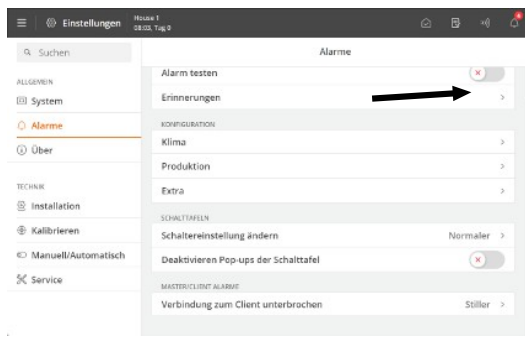 Einstellungen
House 1
08:03, Tag 0
Suchen
Alarme
ALLGEMEIN
System
Alarme
Über
TECHNIK
Installation
Kalibrieren
Manuell/Automatisch
Service
Alarm testen
Erinnerungen
KONFIGURATION
Klima
Produktion
Extra
SCHALTTAFELN
Schaltereinstellung ändern Normaler
Deaktivieren Pop-ups der Schalttafel
MASTER/CLIENT ALARME
Verbindung zum Client unterbrochen Stiller